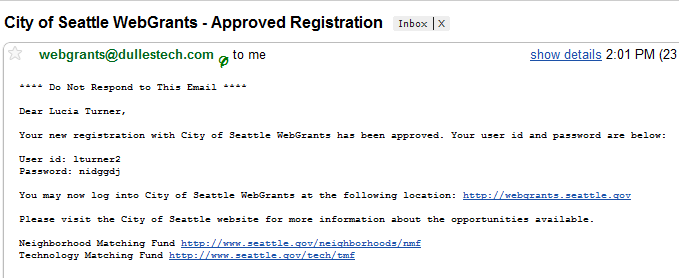 City of Seattle WebGrants - Approved Registration Inbox | X
webgrants@dullestech.com to me show details 2:01 PM (23
**** Do Not Respond to This Email ****
Dear Lucia Turner,
Your new registration with City of Seattle WebGrants has been approved. Your user id and password are below:
User id: lturner2
Password: nidggdj
You may now log into City of Seattle WebGrants at the following location: http://webgrants.seattle.gov
Please visit the City of Seattle website for more information about the opportunities available.
Neighborhood Matching Fund http://www.seattle.gov/neighborhoods/nmf
Technology Matching Fund http://www.seattle.gov/tech/tmf